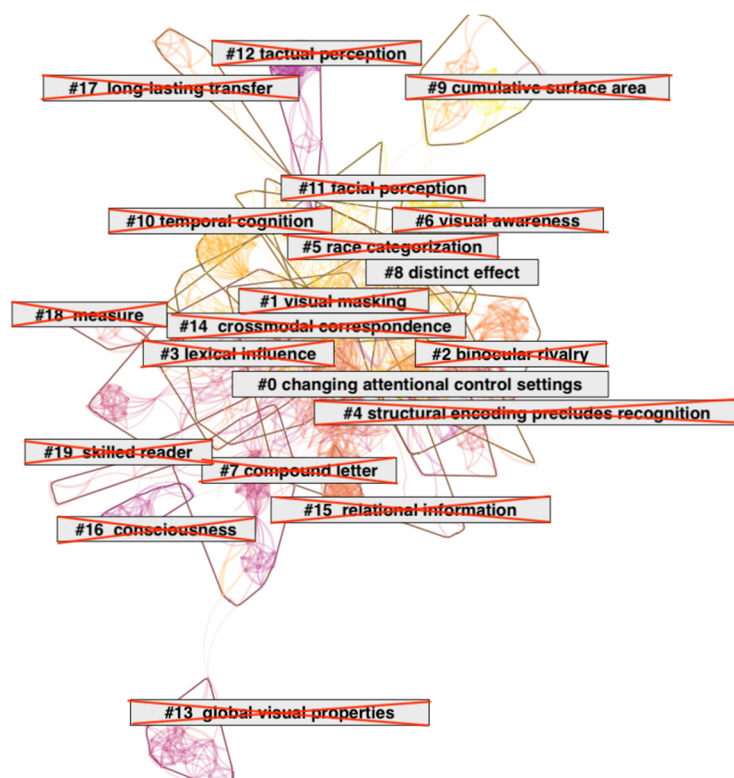 #12 tactual perception
#17  long-lasting transfer
#9 cumulative surface area
#11 facial perception
#10 temporal cognition
#6 visual awareness
#5 race categorization
#8 distinct effect
#1 visual masking
#18  measure
#14  crossmodal correspondence
#3 lexical influence
#2 binocular rivalry
#0 changing attentional control settings
#4 structural encoding precludes recognition
#19  skilled reader
#7 compound letter
#15  relational information
#16  consciousness
#13  global visual properties